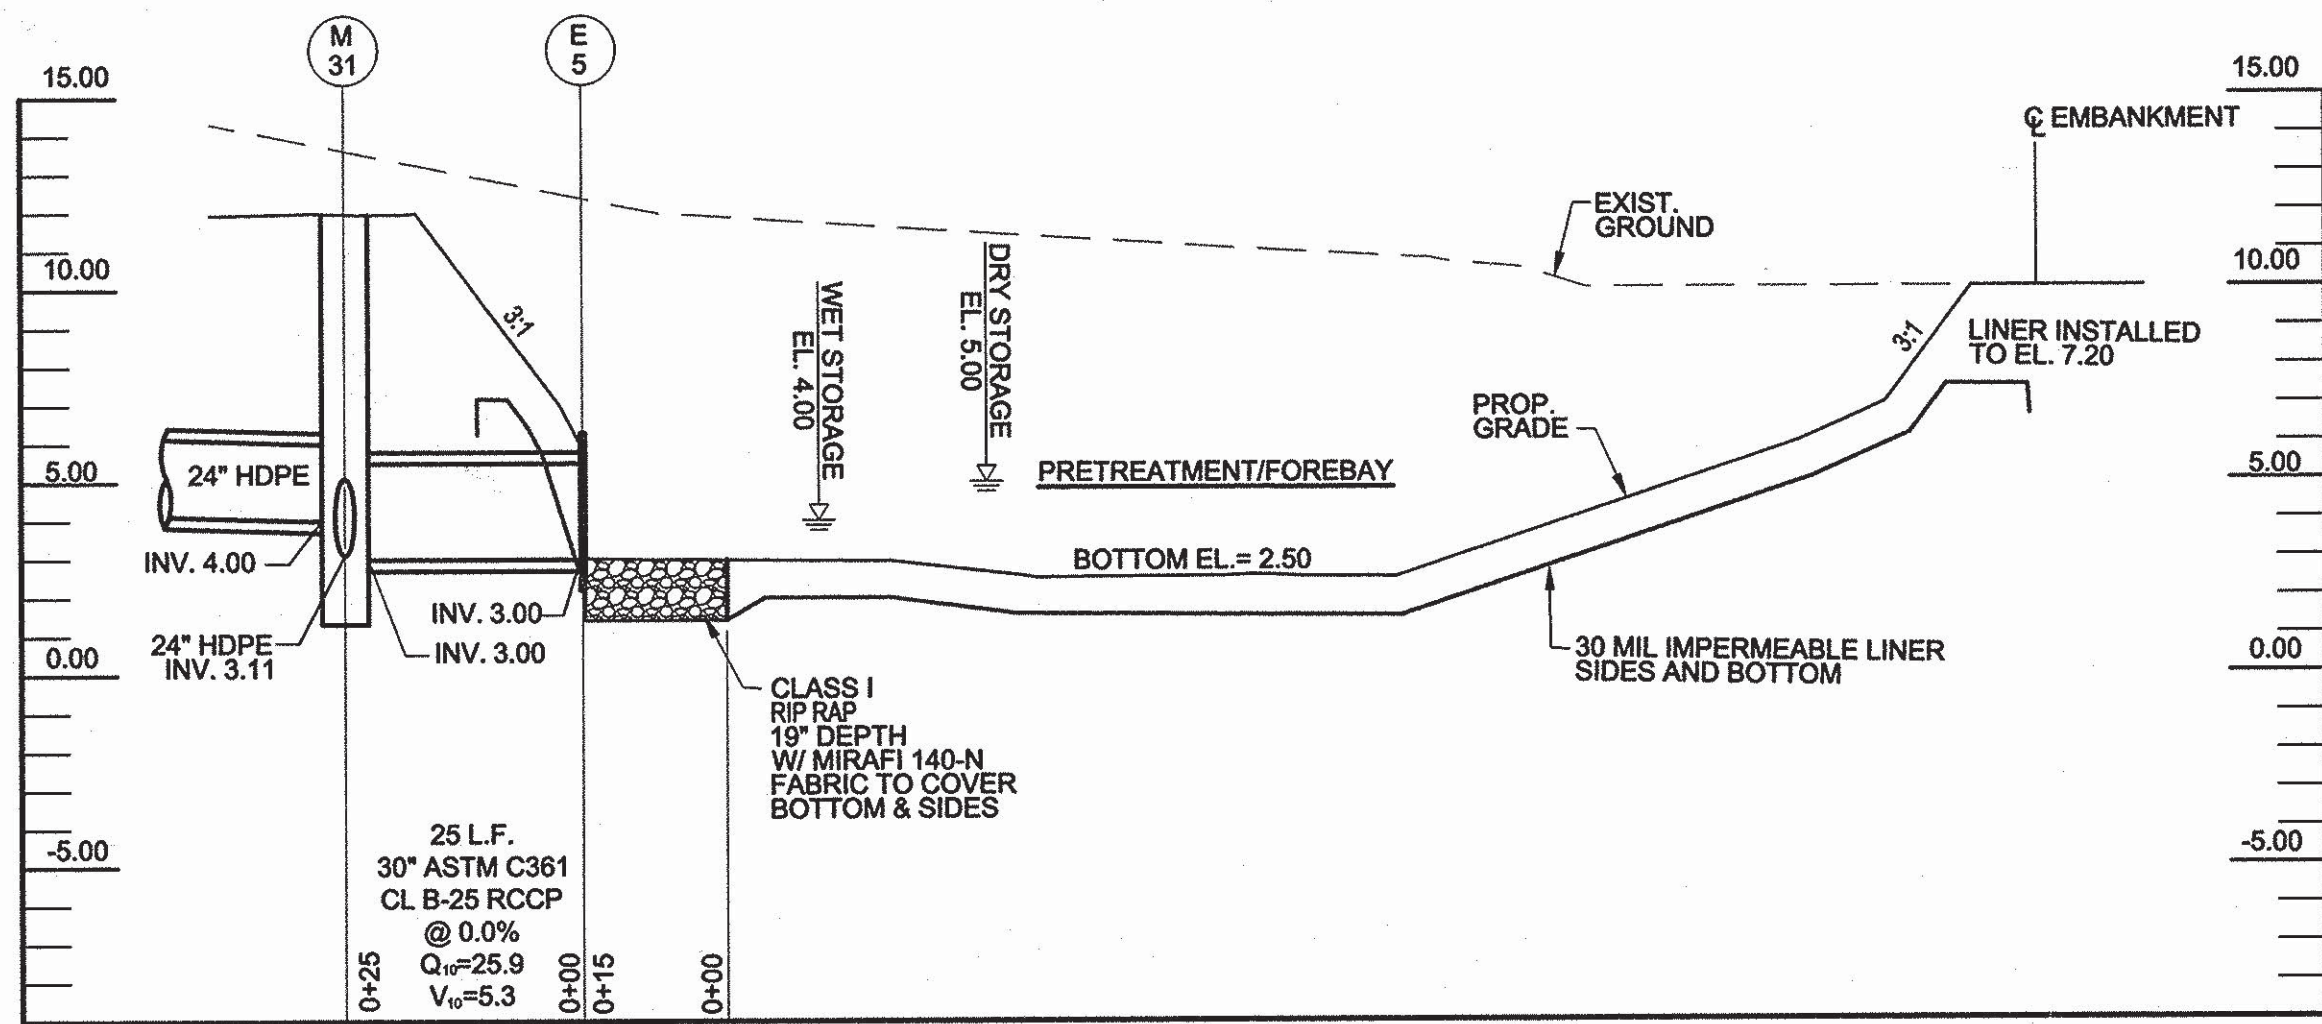 M
31
E
5
15.00
15.00
℄ EMBANKMENT
EXIST.
GROUND
10.00
10.00
3:1
WET STORAGE
EL. 4.00
DRY STORAGE
EL. 5.00
3:1
LINER INSTALLED
TO EL. 7.20
PROP.
GRADE
24" HDPE
5.00
PRETREATMENT/FOREBAY
5.00
INV. 4.00
BOTTOM EL.= 2.50
INV. 3.00
24" HDPE
INV. 3.11
INV. 3.00
0.00
30 MIL IMPERMEABLE LINER
SIDES AND BOTTOM
0.00
CLASS I
RIP RAP
19" DEPTH
W/ MIRAFI 140-N
FABRIC TO COVER
BOTTOM & SIDES
-5.00
-5.00
25 L.F.
30" ASTM C361
CL B-25 RCCP
@ 0.0%
Q₁₀=25.9
V₁₀=5.3
0+25
0+00
0+15
0+00